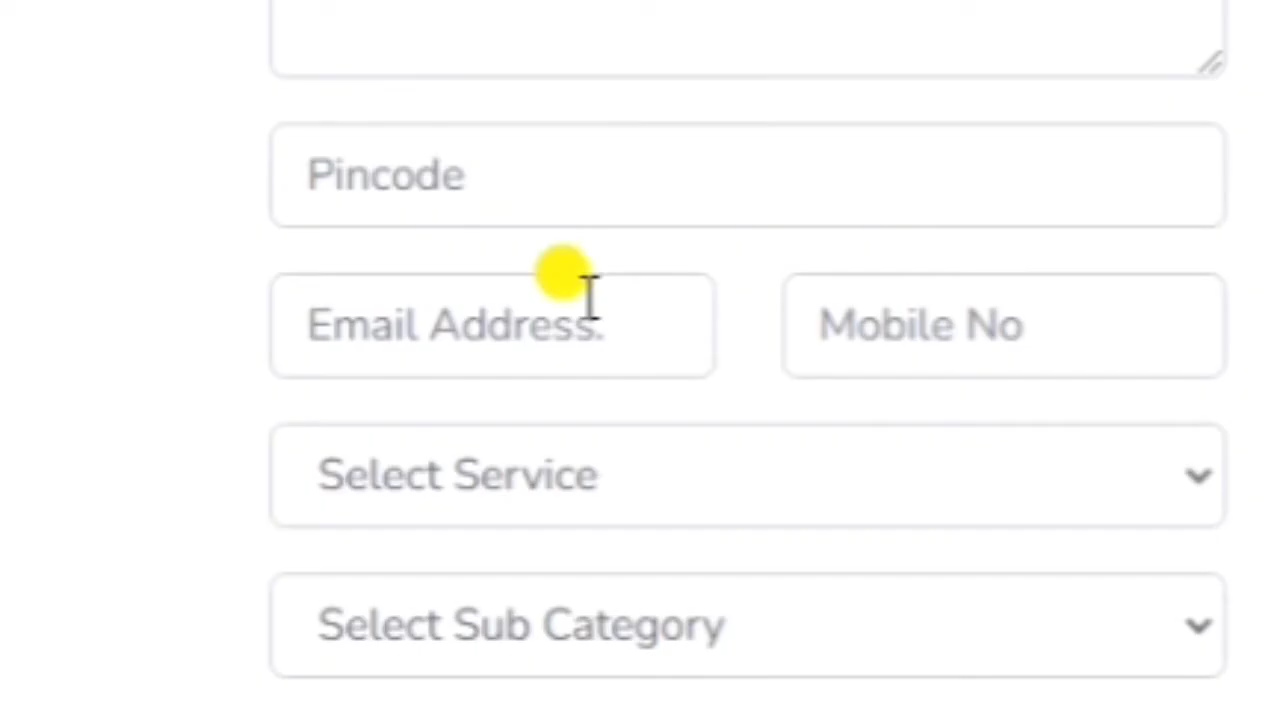 Pincode
Email Address.
Mobile No
Select Service
Select Sub Category